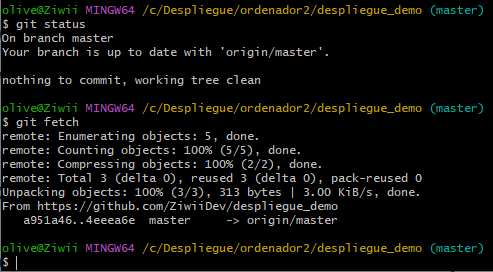 olive@Ziwii MINGW64 /c/Despliegue/ordenador2/despliegue_demo (master)
$ git status
On branch master
Your branch is up to date with 'origin/master'.

nothing to commit, working tree clean

olive@Ziwii MINGW64 /c/Despliegue/ordenador2/despliegue_demo (master)
$ git fetch
remote: Enumerating objects: 5, done.
remote: Counting objects: 100% (5/5), done.
remote: Compressing objects: 100% (2/2), done.
remote: Total 3 (delta 0), reused 3 (delta 0), pack-reused 0
Unpacking objects: 100% (3/3), 313 bytes | 3.00 KiB/s, done.
From https://github.com/ZiwiiDev/despliegue_demo
   a951a46..4eeea6e  master     -> origin/master

olive@Ziwii MINGW64 /c/Despliegue/ordenador2/despliegue_demo (master)
$